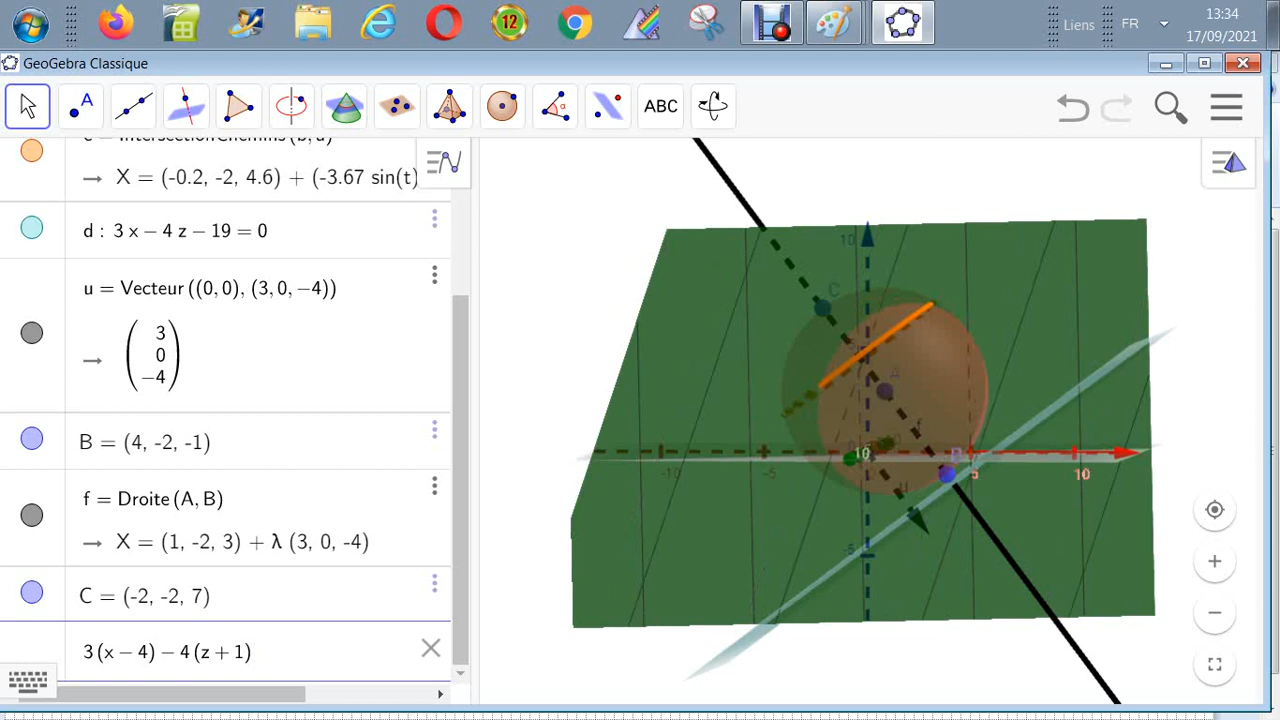 12
Liens
FR
13:34
17/09/2021
GeoGebra Classique
A
ABC
→ X = (-0.2, -2, 4.6) + (-3.67 sin(t)
d : 3 x − 4 z − 19 = 0
u = Vecteur ((0, 0), (3, 0, −4))
→ ( 3
0
−4 )
B = (4, -2, -1)
f = Droite (A, B)
→ X = (1, -2, 3) + λ (3, 0, -4)
C = (-2, -2, 7)
3 (x − 4) − 4 (z + 1)
10
C
A
f
B
-10
-5
10
5
10
u
-5